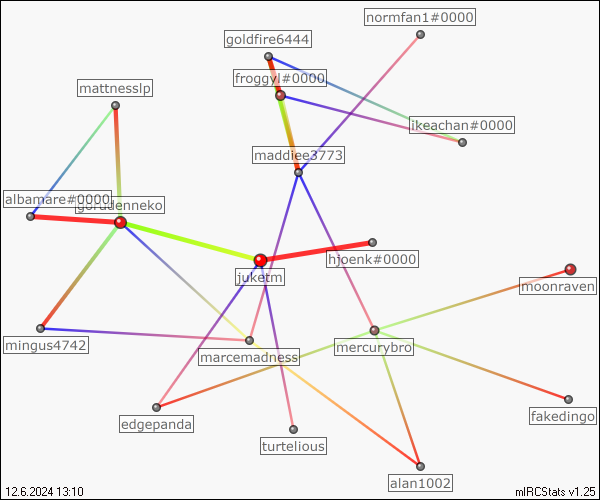 normfan1#0000
goldfire6444
froggyl#0000
mattnesslp
ikeachan#0000
maddiee3773
albamare#0000
gordenneko
hjoenk#0000
juketm
moonraven
mingus4742
mercurybro
marcemadness
edgepanda
fakedingo
turtelious
alan1002
12.6.2024 13:10
mIRCStats v1.25